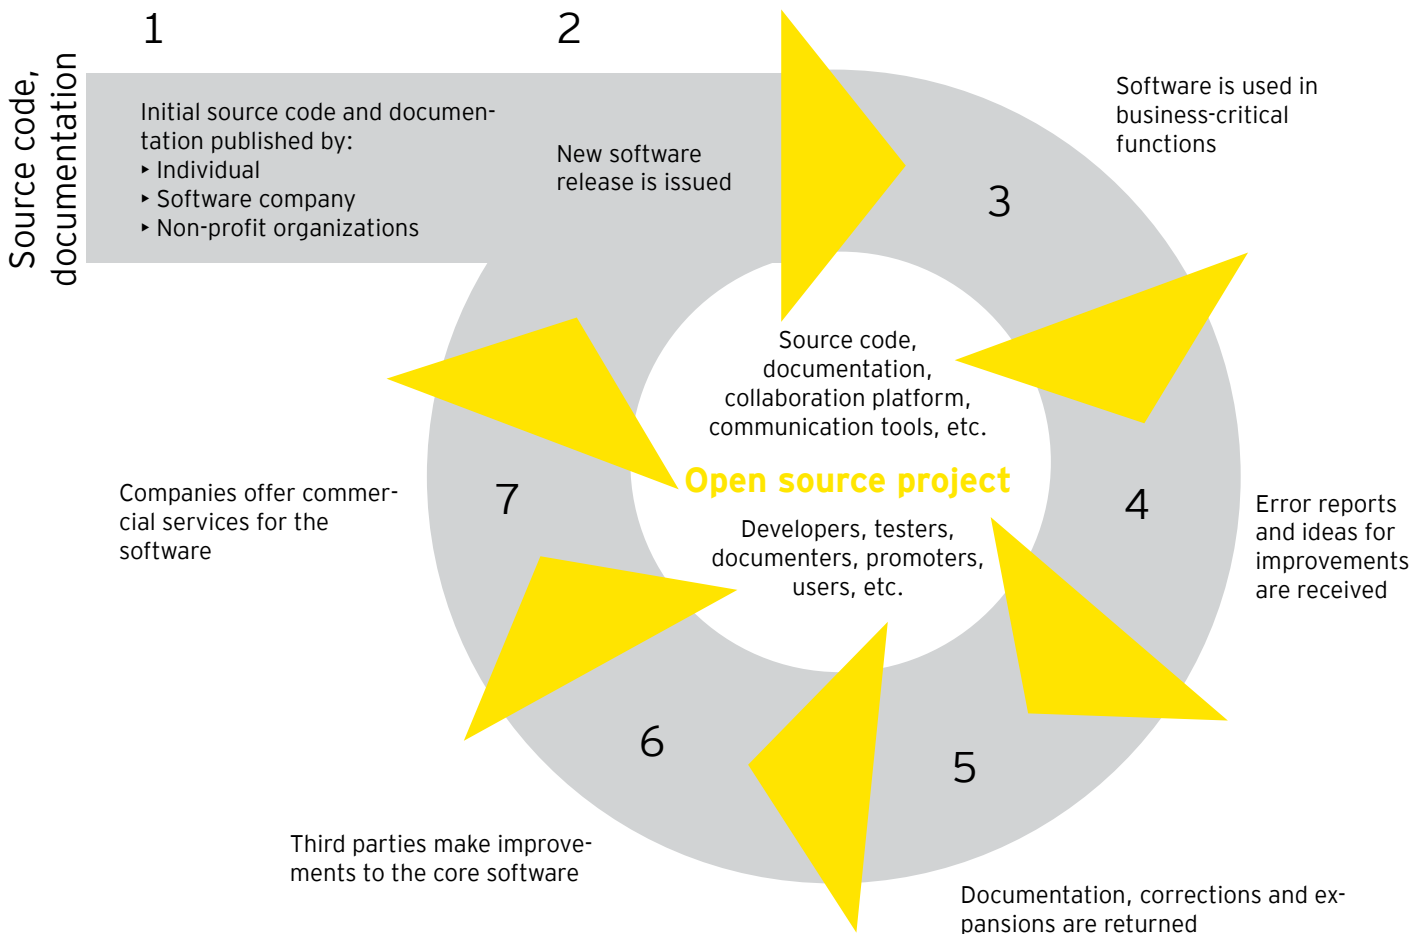 Source code,
documentation
1
Initial source code and documen-
tation published by:
‣ Individual
‣ Software company
‣ Non-profit organizations
2
New software
release is issued
3
Software is used in
business-critical
functions
4
Error reports
and ideas for
improvements
are received
5
Documentation, corrections and ex-
pansions are returned
6
Third parties make improve-
ments to the core software
7
Companies offer commer-
cial services for the
software
Source code,
documentation,
collaboration platform,
communication tools, etc.
Open source project
Developers, testers,
documenters, promoters,
users, etc.